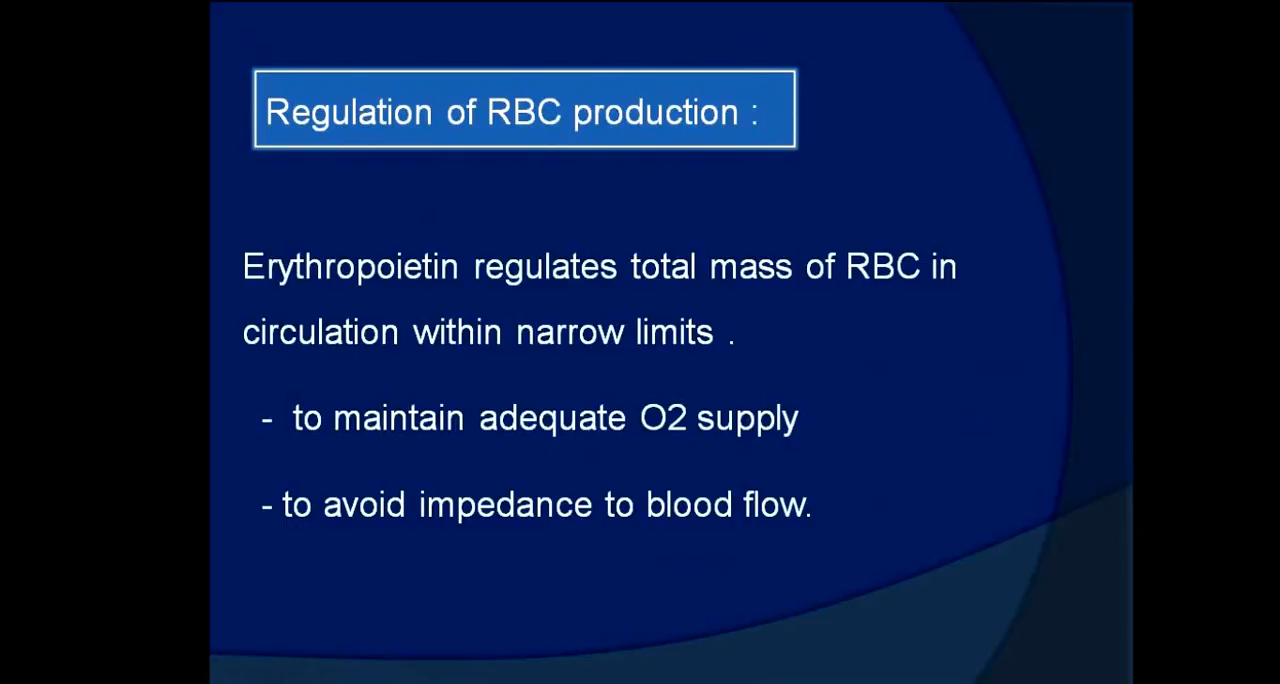 Regulation of RBC production :
Erythropoietin regulates total mass of RBC in
circulation within narrow limits .
- to maintain adequate O2 supply
- to avoid impedance to blood flow.